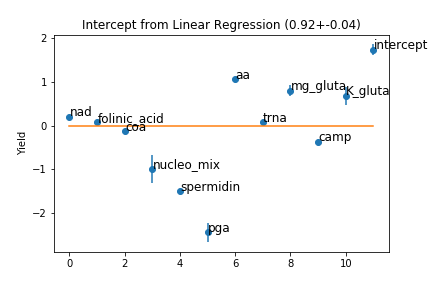 Intercept from Linear Regression (0.92+-0.04)
2
intercept
aa
mg_gluta
K_gluta
1
nad
folinic_acid
coa
trna
0
camp
Yield
nucleo_mix
−1
spermidin
pga
−2
0 2 4 6 8 10